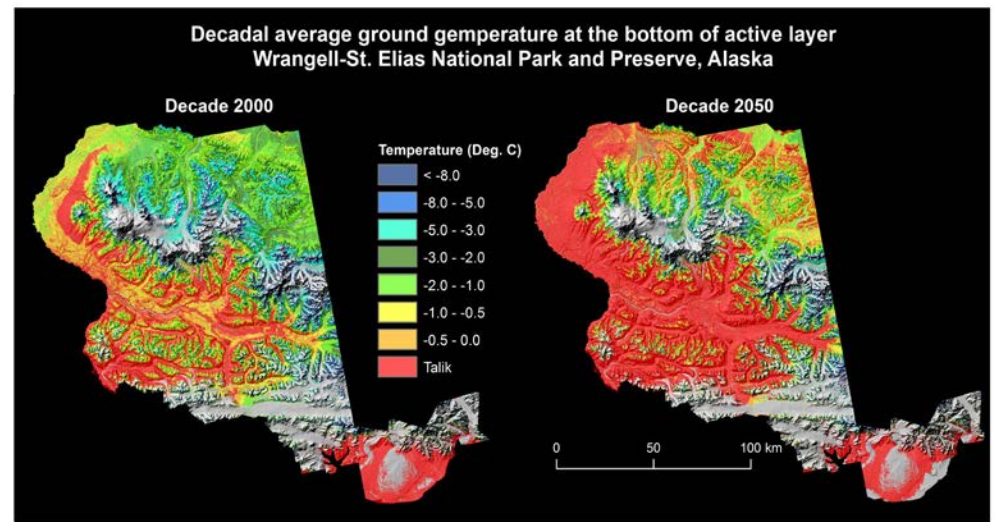 Decadal average ground gemperature at the bottom of active layer
Wrangell-St. Elias National Park and Preserve, Alaska
Decade 2000
Decade 2050
Temperature (Deg. C)
< -8.0
-8.0 - -5.0
-5.0 - -3.0
-3.0 - -2.0
-2.0 - -1.0
-1.0 - -0.5
-0.5 - 0.0
Talik
0 50 100 km